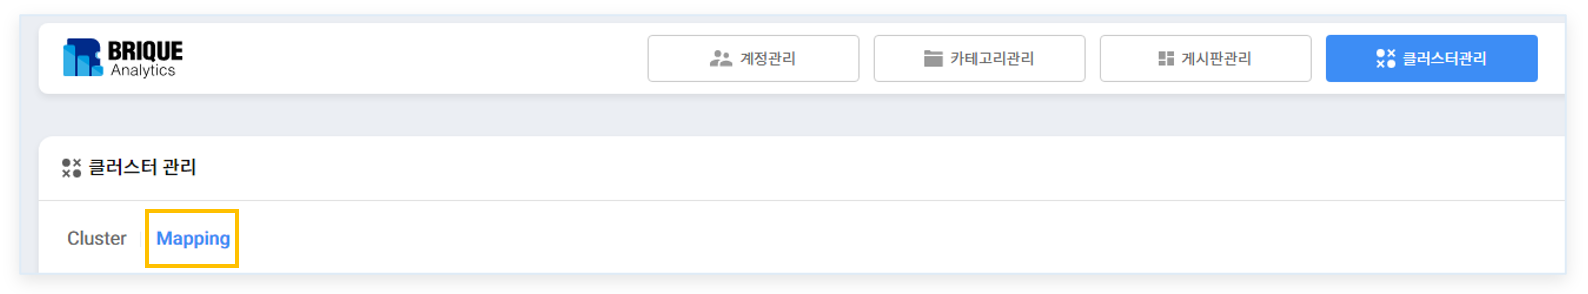 BRIQUE
Analytics
계정관리
카테고리관리
게시판관리
클러스터관리
클러스터 관리
Cluster
Mapping